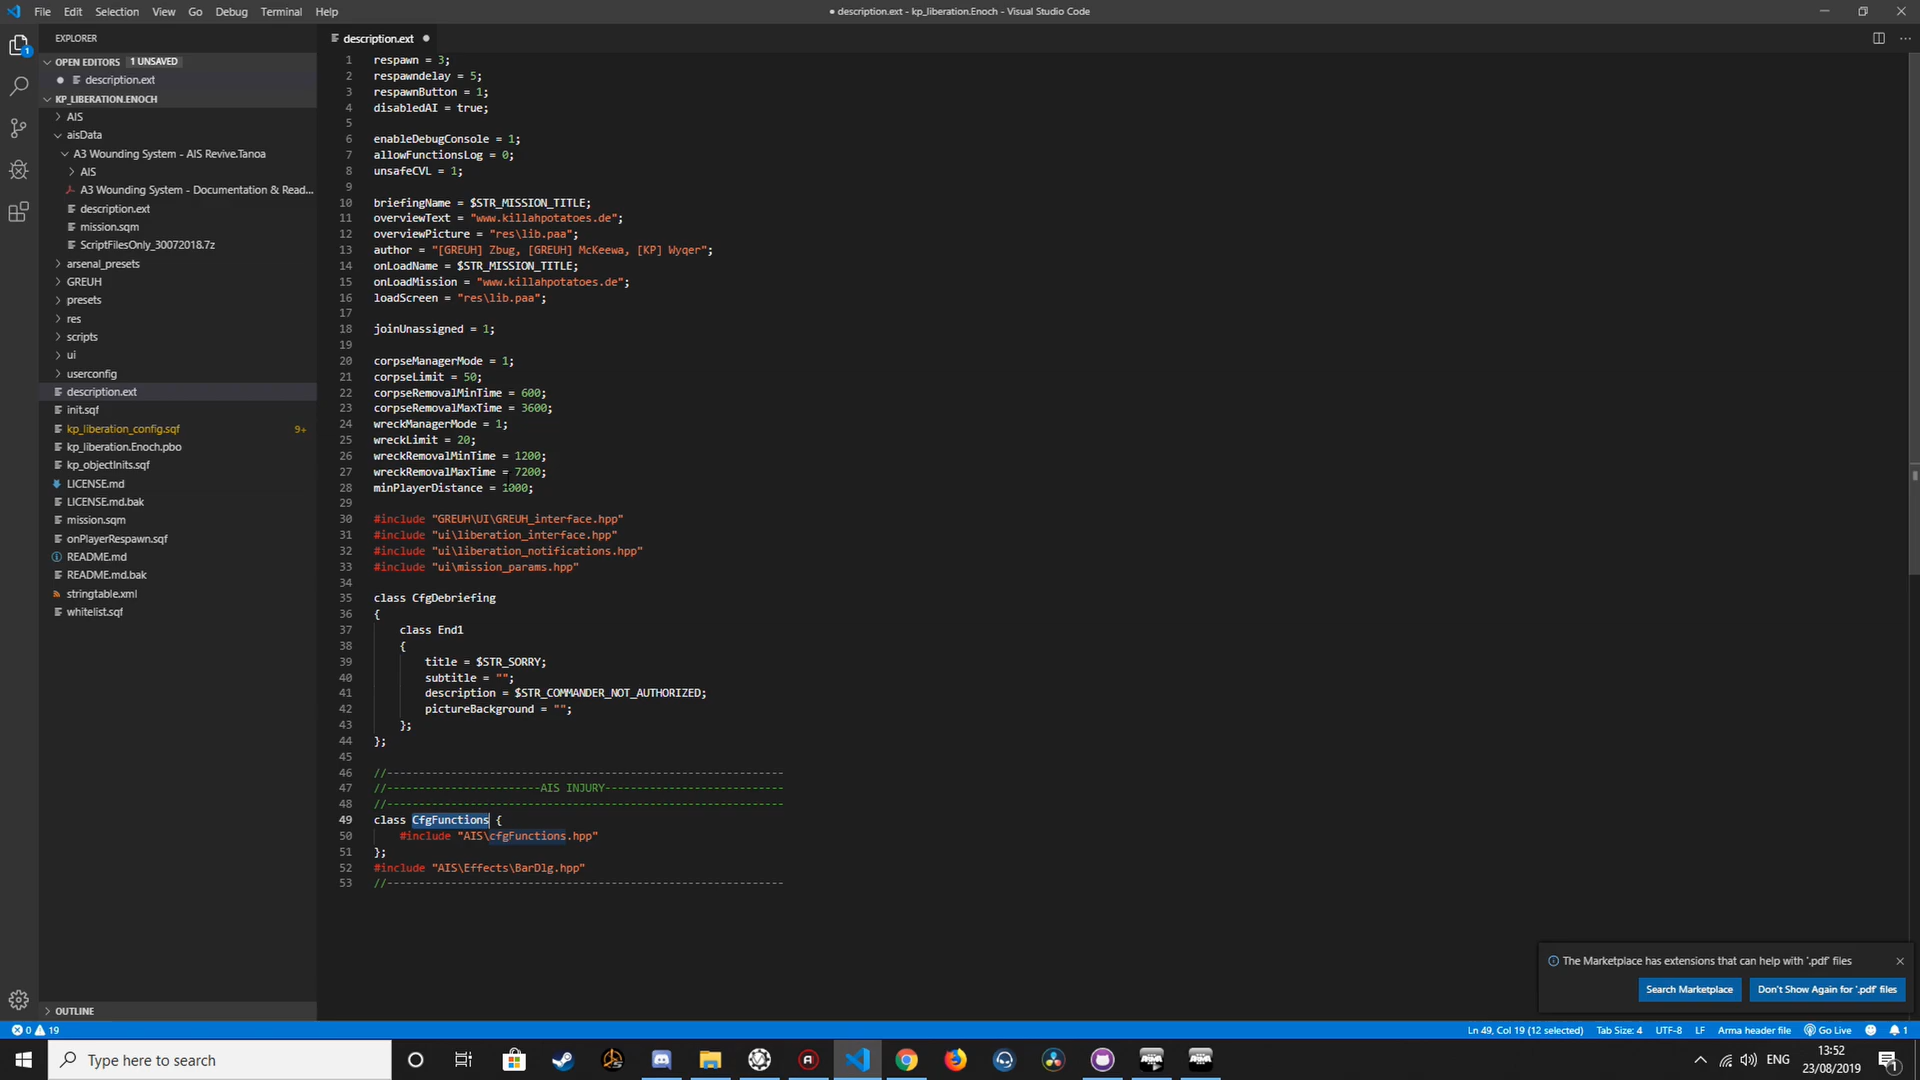 File Edit Selection View Go Debug Terminal Help
● description.ext - kp_liberation.Enoch - Visual Studio Code
EXPLORER
OPEN EDITORS 1 UNSAVED
description.ext
KP_LIBERATION.ENOCH
AIS
aisData
A3 Wounding System - AIS Revive.Tanoa
AIS
A3 Wounding System - Documentation & Read...
description.ext
mission.sqm
ScriptFilesOnly_30072018.7z
arsenal_presets
GREUH
presets
res
scripts
ui
userconfig
description.ext
init.sqf
kp_liberation_config.sqf 9+
kp_liberation.Enoch.pbo
kp_objectInits.sqf
LICENSE.md
LICENSE.md.bak
mission.sqm
onPlayerRespawn.sqf
README.md
README.md.bak
stringtable.xml
whitelist.sqf
OUTLINE
description.ext
1 respawn = 3;
2 respawndelay = 5;
3 respawnButton = 1;
4 disabledAI = true;
5
6 enableDebugConsole = 1;
7 allowFunctionsLog = 0;
8 unsafeCVL = 1;
9
10 briefingName = $STR_MISSION_TITLE;
11 overviewText = "www.killahpotatoes.de";
12 overviewPicture = "res\lib.paa";
13 author = "[GREUH] Zbug, [GREUH] McKeewa, [KP] Wyqer";
14 onLoadName = $STR_MISSION_TITLE;
15 onLoadMission = "www.killahpotatoes.de";
16 loadScreen = "res\lib.paa";
17
18 joinUnassigned = 1;
19
20 corpseManagerMode = 1;
21 corpseLimit = 50;
22 corpseRemovalMinTime = 600;
23 corpseRemovalMaxTime = 3600;
24 wreckManagerMode = 1;
25 wreckLimit = 20;
26 wreckRemovalMinTime = 1200;
27 wreckRemovalMaxTime = 7200;
28 minPlayerDistance = 1000;
29
30 #include "GREUH\UI\GREUH_interface.hpp"
31 #include "ui\liberation_interface.hpp"
32 #include "ui\liberation_notifications.hpp"
33 #include "ui\mission_params.hpp"
34
35 class CfgDebriefing
36 {
37 class End1
38 {
39 title = $STR_SORRY;
40 subtitle = "";
41 description = $STR_COMMANDER_NOT_AUTHORIZED;
42 pictureBackground = "";
43 };
44 };
45
46 //--------------------------------------------------------------
47 //------------------------AIS INJURY----------------------------
48 //--------------------------------------------------------------
49 class CfgFunctions {
50 #include "AIS\cfgFunctions.hpp"
51 };
52 #include "AIS\Effects\BarDlg.hpp"
53 //--------------------------------------------------------------
The Marketplace has extensions that can help with '.pdf' files
Search Marketplace Don't Show Again for '.pdf' files
0 19
Ln 49, Col 19 (12 selected) Tab Size: 4 UTF-8 LF Arma header file Go Live 1
Type here to search
ENG
13:52
23/08/2019
1